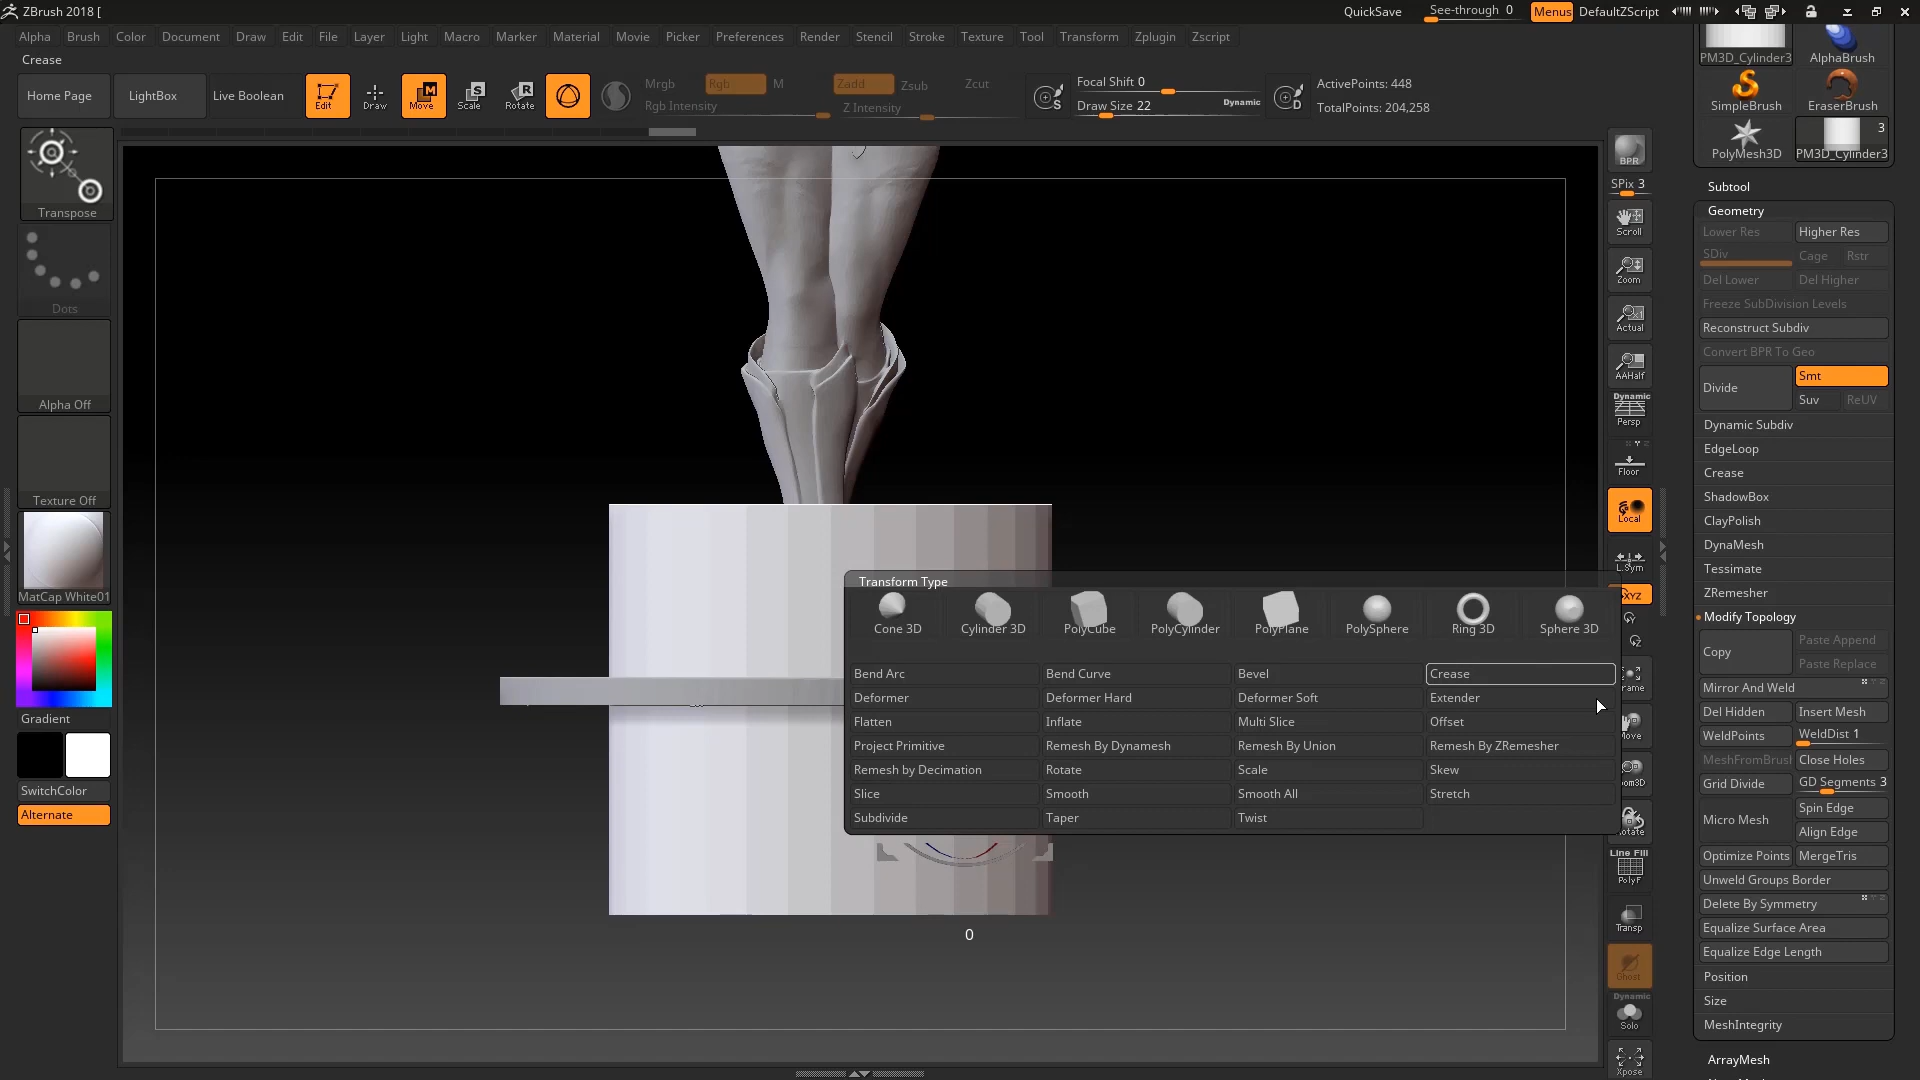 ZBrush 2018 [
QuickSave
See-through 0
Menus
DefaultZScript
Alpha Brush Color Document Draw Edit File Layer Light Macro Marker Material Movie Picker Preferences Render Stencil Stroke Texture Tool Transform Zplugin Zscript
Crease
Home Page
LightBox
Live Boolean
Edit
Draw
Move
Scale
Rotate
Mrgb
Rgb
M
Rgb Intensity
Zadd
Zsub
Zcut
Z Intensity
Focal Shift 0
Draw Size 22
Dynamic
ActivePoints: 448
TotalPoints: 204,258
Transpose
Dots
Alpha Off
Texture Off
MatCap White01
Gradient
SwitchColor
Alternate
Transform Type
Cone 3D Cylinder 3D PolyCube PolyCylinder PolyPlane PolySphere Ring 3D Sphere 3D
Bend Arc Bend Curve Bevel Crease
Deformer Deformer Hard Deformer Soft Extender
Flatten Inflate Multi Slice Offset
Project Primitive Remesh By Dynamesh Remesh By Union Remesh By ZRemesher
Remesh by Decimation Rotate Scale Skew
Slice Smooth Smooth All Stretch
Subdivide Taper Twist
0
BPR
SPix 3
Scroll
Zoom
Actual
AAHalf
Dynamic
Persp
Floor
Local
L.Sym
XYZ
Line Fill
PolyF
Transp
Ghost
Dynamic
Solo
Xpose
PM3D_Cylinder3
AlphaBrush
SimpleBrush
EraserBrush
PolyMesh3D
3
PM3D_Cylinder3
Subtool
Geometry
Lower Res Higher Res
SDiv Cage Rstr
Del Lower Del Higher
Freeze SubDivision Levels
Reconstruct Subdiv
Convert BPR To Geo
Divide
Smt
Suv ReUV
Dynamic Subdiv
EdgeLoop
Crease
ShadowBox
ClayPolish
DynaMesh
Tessimate
ZRemesher
Modify Topology
Copy
Paste Append
Paste Replace
Mirror And Weld
Del Hidden Insert Mesh
WeldPoints WeldDist 1
MeshFromBrus Close Holes
Grid Divide GD Segments 3
Micro Mesh
Spin Edge
Align Edge
Optimize Points MergeTris
Unweld Groups Border
Delete By Symmetry
Equalize Surface Area
Equalize Edge Length
Position
Size
MeshIntegrity
ArrayMesh